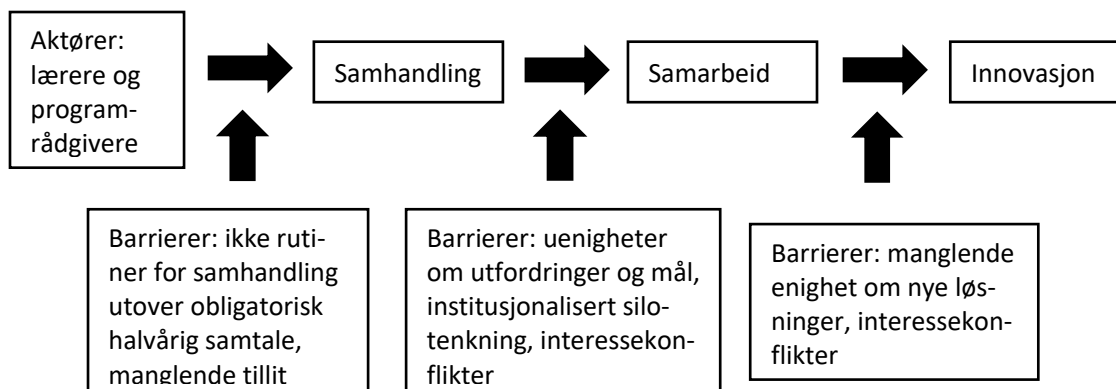 Aktører:
lærere og
program-
rådgivere
Samhandling
Samarbeid
Innovasjon
Barrierer: ikke ruti-
ner for samhandling
utover obligatorisk
halvårig samtale,
manglende tillit
Barrierer: uenigheter
om utfordringer og mål,
institusjonalisert silo-
tenkning, interessekon-
flikter
Barrierer: manglende
enighet om nye løs-
ninger, interessekon-
flikter